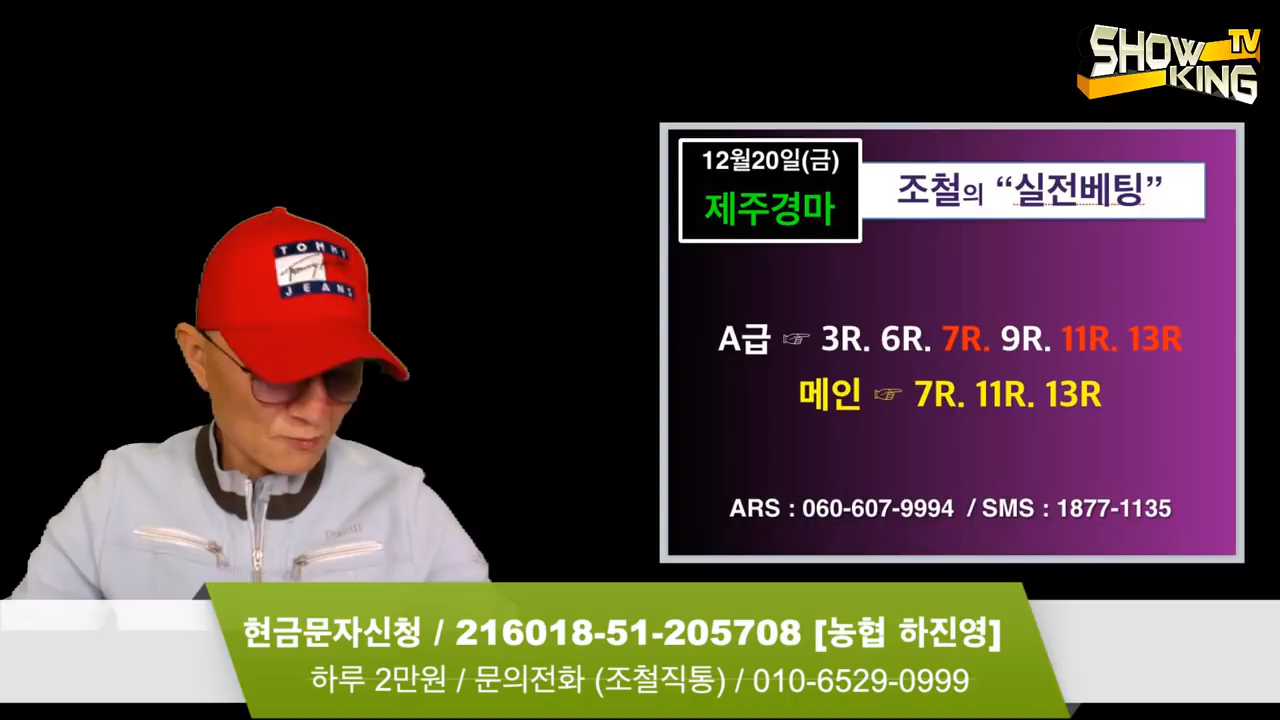 SHOW TV
KING
12월20일(금)
제주경마
조철의 “실전베팅”
TOMMY
JEANS
A급 ☞ 3R. 6R. 7R. 9R. 11R. 13R
메인 ☞ 7R. 11R. 13R
ARS : 060-607-9994 / SMS : 1877-1135
현금문자신청 / 216018-51-205708 [농협 하진영]
하루 2만원 / 문의전화 (조철직통) / 010-6529-0999